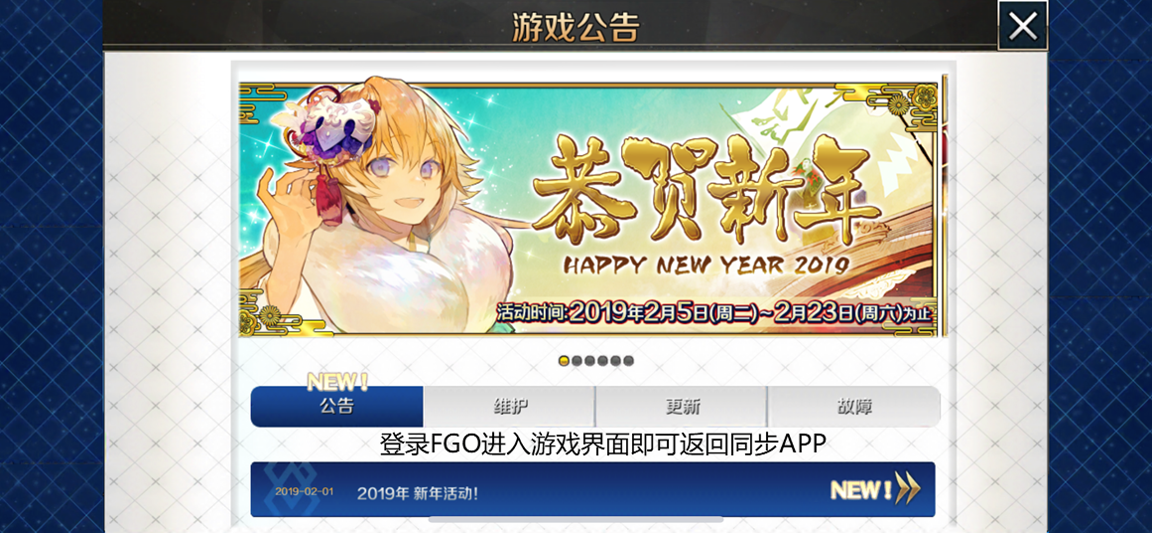 游戏公告
恭贺新年
HAPPY NEW YEAR 2019
活动时间:2019年2月5日(周二)~2月23日(周六)为止
NEW!
公告 维护 更新 故障
登录FGO进入游戏界面即可返回同步APP
2019-02-01 2019年 新年活动! NEW!